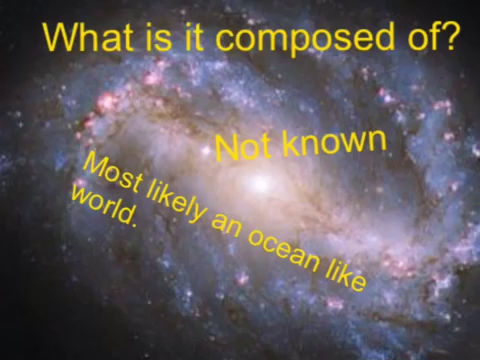 What is it composed of?
Not known
Most likely an ocean like
world.